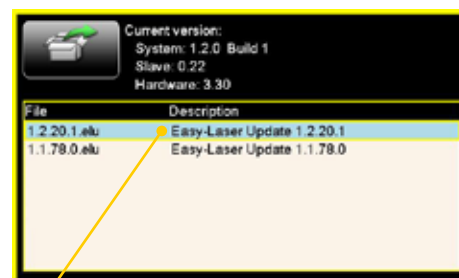 Current version:
System: 1.2.0 Build 1
Slave: 0.22
Hardware: 3.30
File Description
1.2.20.1.elu Easy-Laser Update 1.2.20.1
1.1.78.0.elu Easy-Laser Update 1.1.78.0